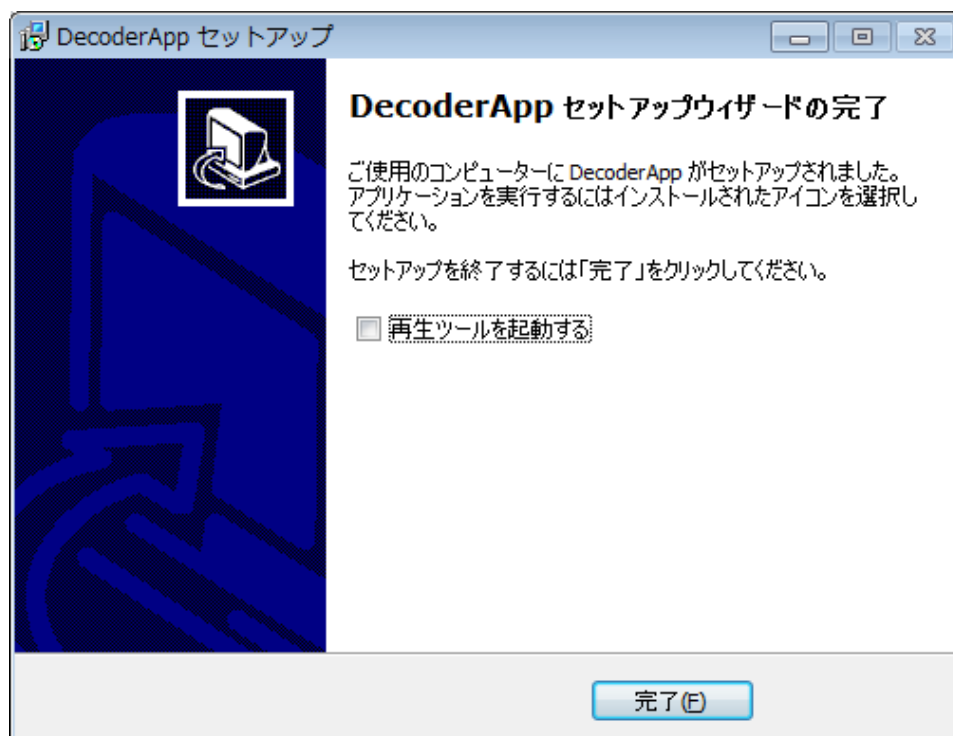 DecoderApp セットアップ
DecoderApp セットアップウィザードの完了
ご使用のコンピューターに DecoderApp がセットアップされました。
アプリケーションを実行するにはインストールされたアイコンを選択し
てください。
セットアップを終了するには「完了」をクリックしてください。
再生ツールを起動する
完了(F)